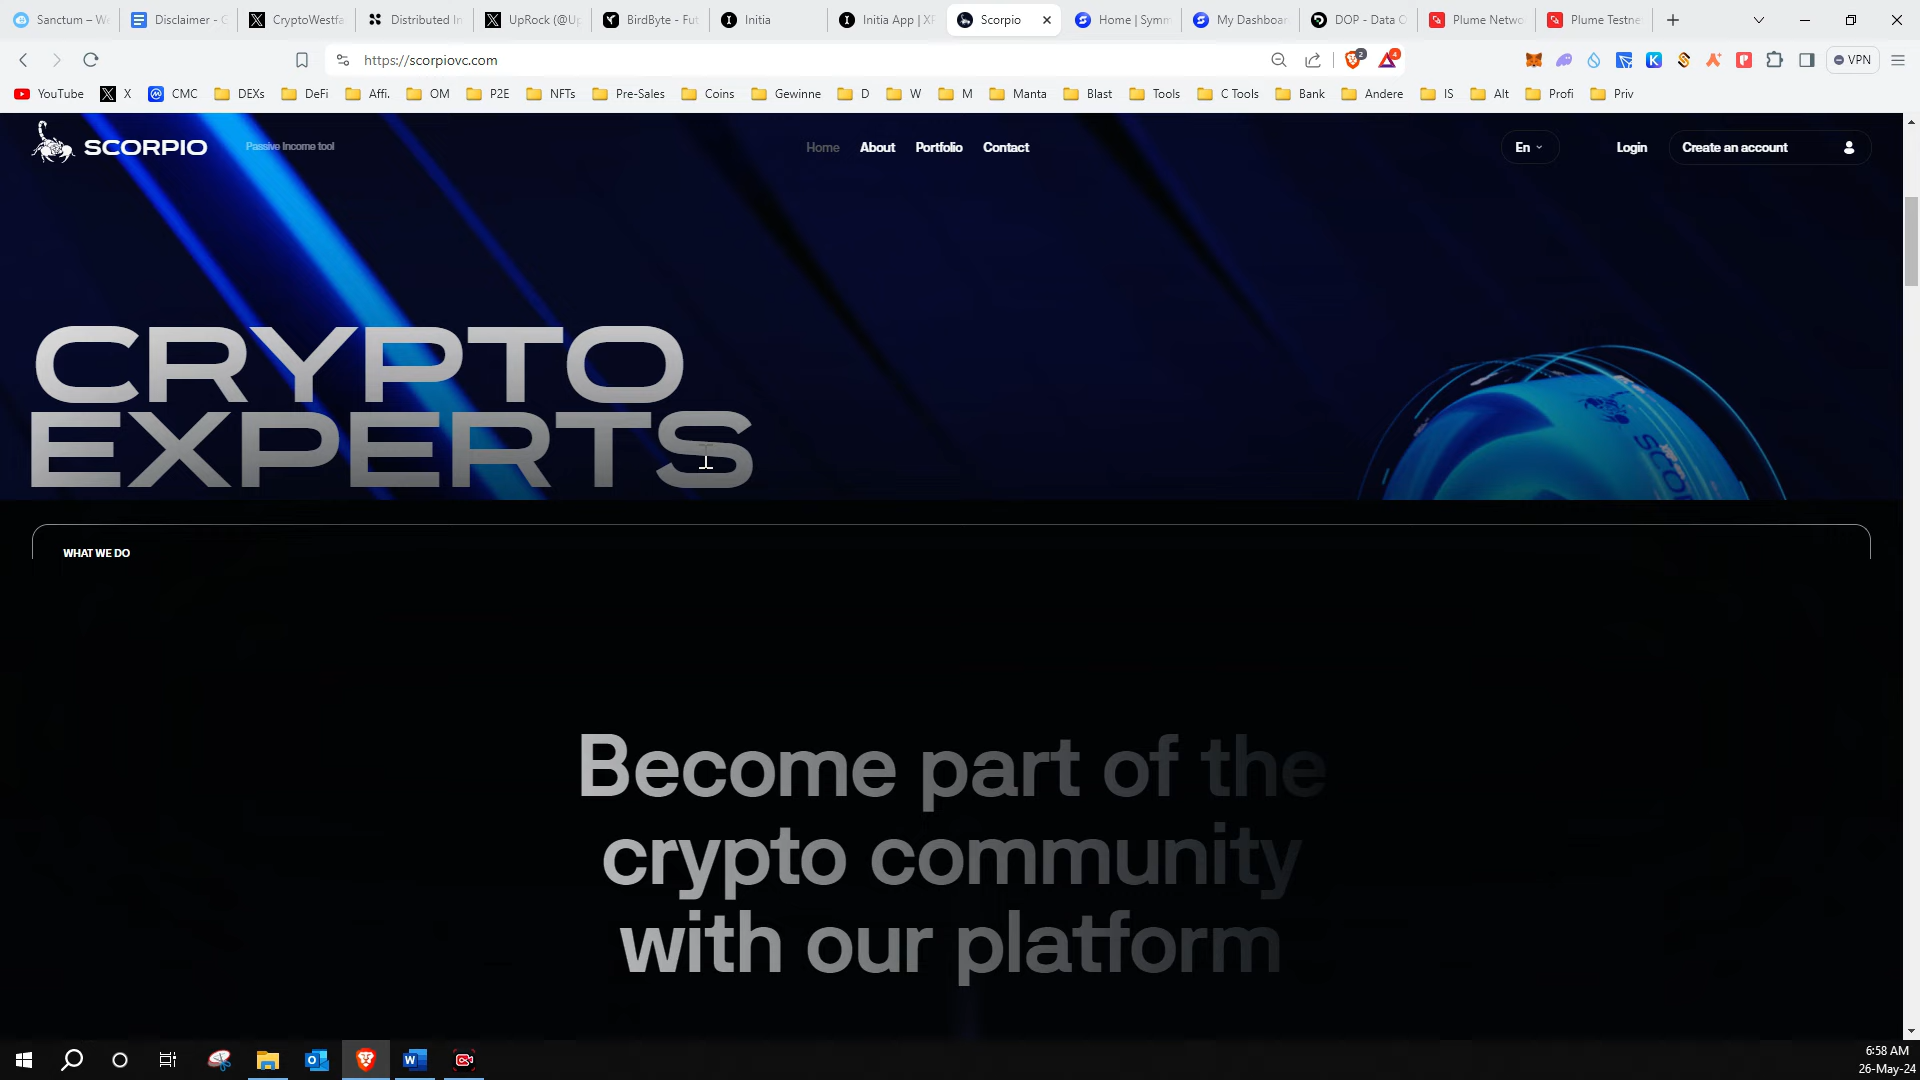 Sanctum – We
Disclaimer - G
CryptoWestfa
Distributed In
UpRock (@Up
BirdByte - Fut
Initia
Initia App | XP
Scorpio
Home | Symm
My Dashboar
DOP - Data O
Plume Netwo
Plume Testne
https://scorpiovc.com
2
4
VPN
YouTube
X
CMC
DEXs
DeFi
Affi.
OM
P2E
NFTs
Pre-Sales
Coins
Gewinne
D
W
M
Manta
Blast
Tools
C Tools
Bank
Andere
IS
Alt
Profi
Priv
SCORPIO
Passive Income tool
Home
About
Portfolio
Contact
En
Login
Create an account
CRYPTO
EXPERTS
WHAT WE DO
Become part of the
crypto community
with our platform
6:58 AM
26-May-24